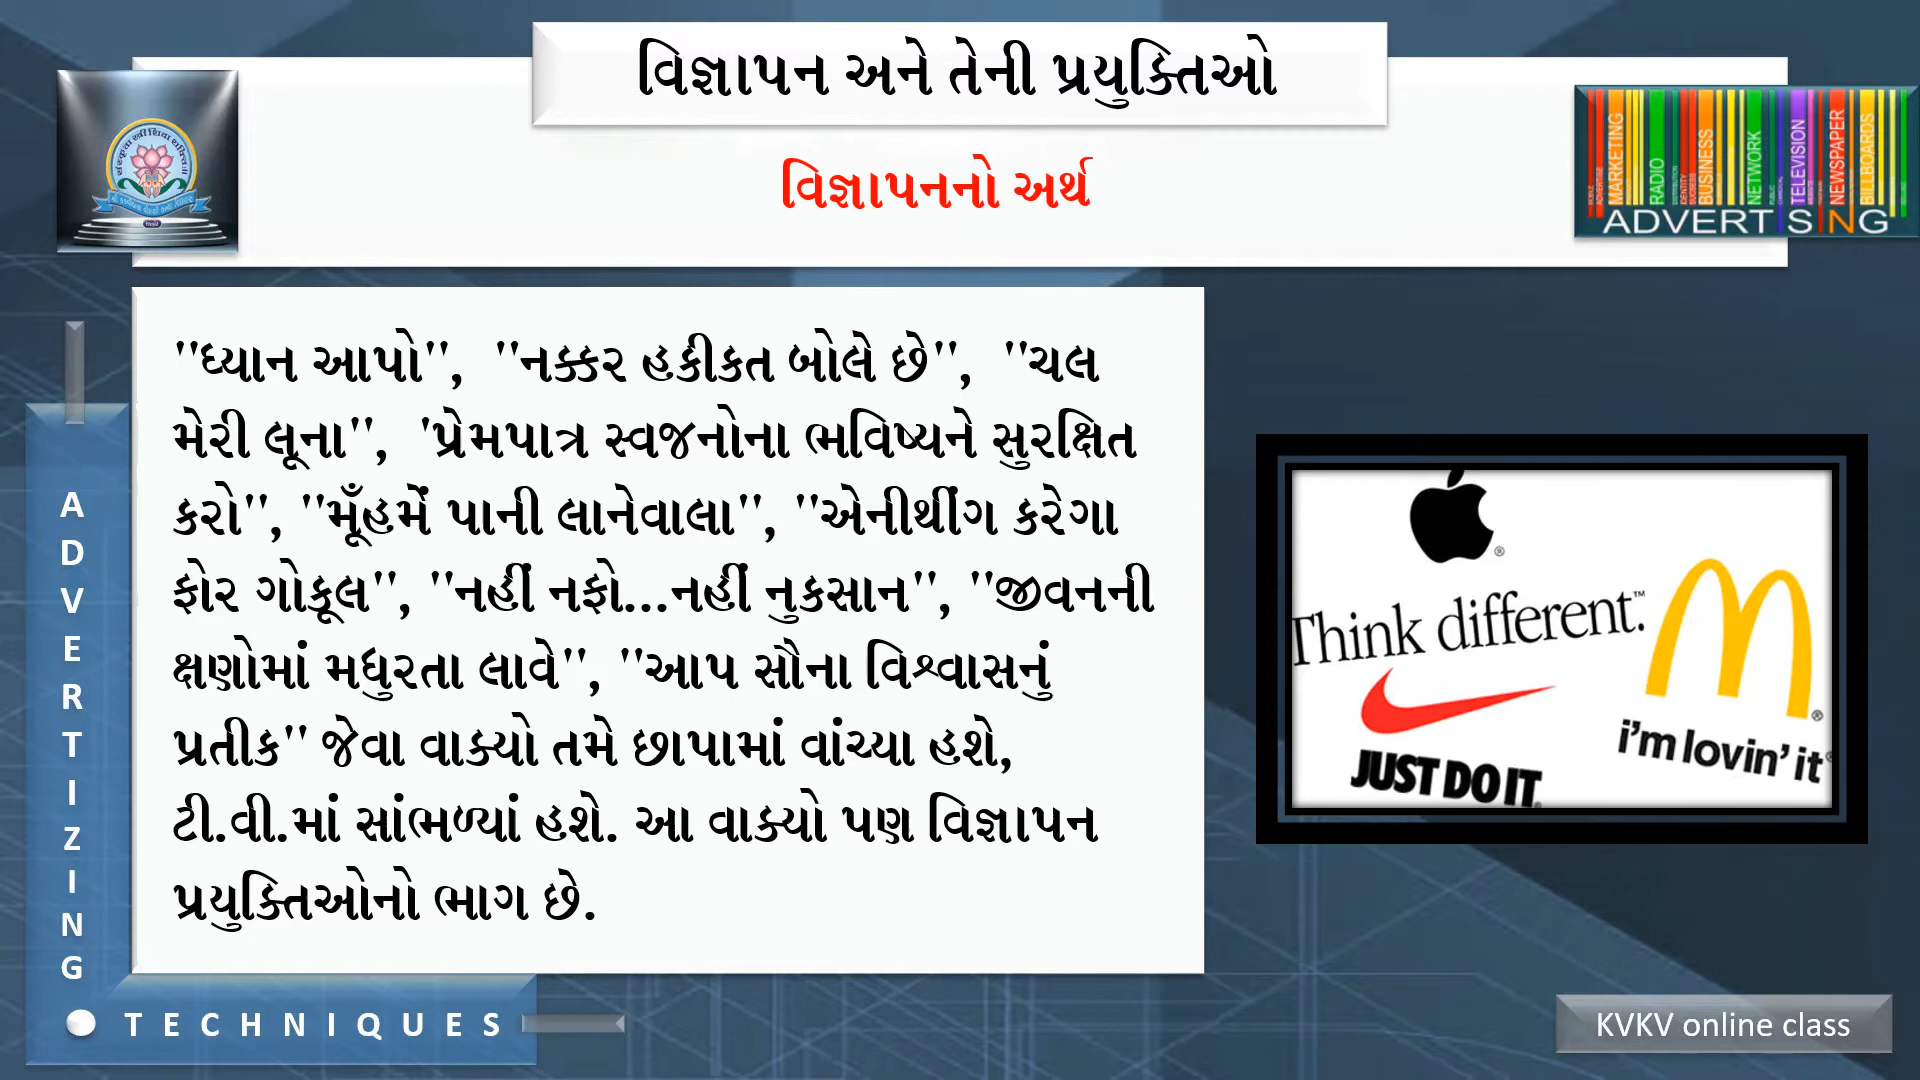 વિજ્ઞાપન અને તેની પ્રયુક્તિઓ
વિજ્ઞાપનનો અર્થ
MARKETING
RADIO
BUSINESS
NETWORK
TELEVISION
NEWSPAPER
BILLBOARDS
ADVERTISING
''ધ્યાન આપો'', ''નક્કર હકીકત બોલે છે'', ''ચલ
મેરી લૂના'', 'પ્રેમપાત્ર સ્વજનોના ભવિષ્યને સુરક્ષિત
કરો'', ''મૂઁહમેં પાની લાનેવાલા'', ''એનીથીંગ કરેગા
ફોર ગોકૂલ'', ''નહીં નફો...નહીં નુકસાન'', ''જીવનની
ક્ષણોમાં મધુરતા લાવે'', ''આપ સૌના વિશ્વાસનું
પ્રતીક'' જેવા વાક્યો તમે છાપામાં વાંચ્યા હશે,
ટી.વી.માં સાંભળ્યાં હશે. આ વાક્યો પણ વિજ્ઞાપન
પ્રયુક્તિઓનો ભાગ છે.
Think different.™
JUST DO IT.
i'm lovin' it®
ADVERTIZING
TECHNIQUES
KVKV online class